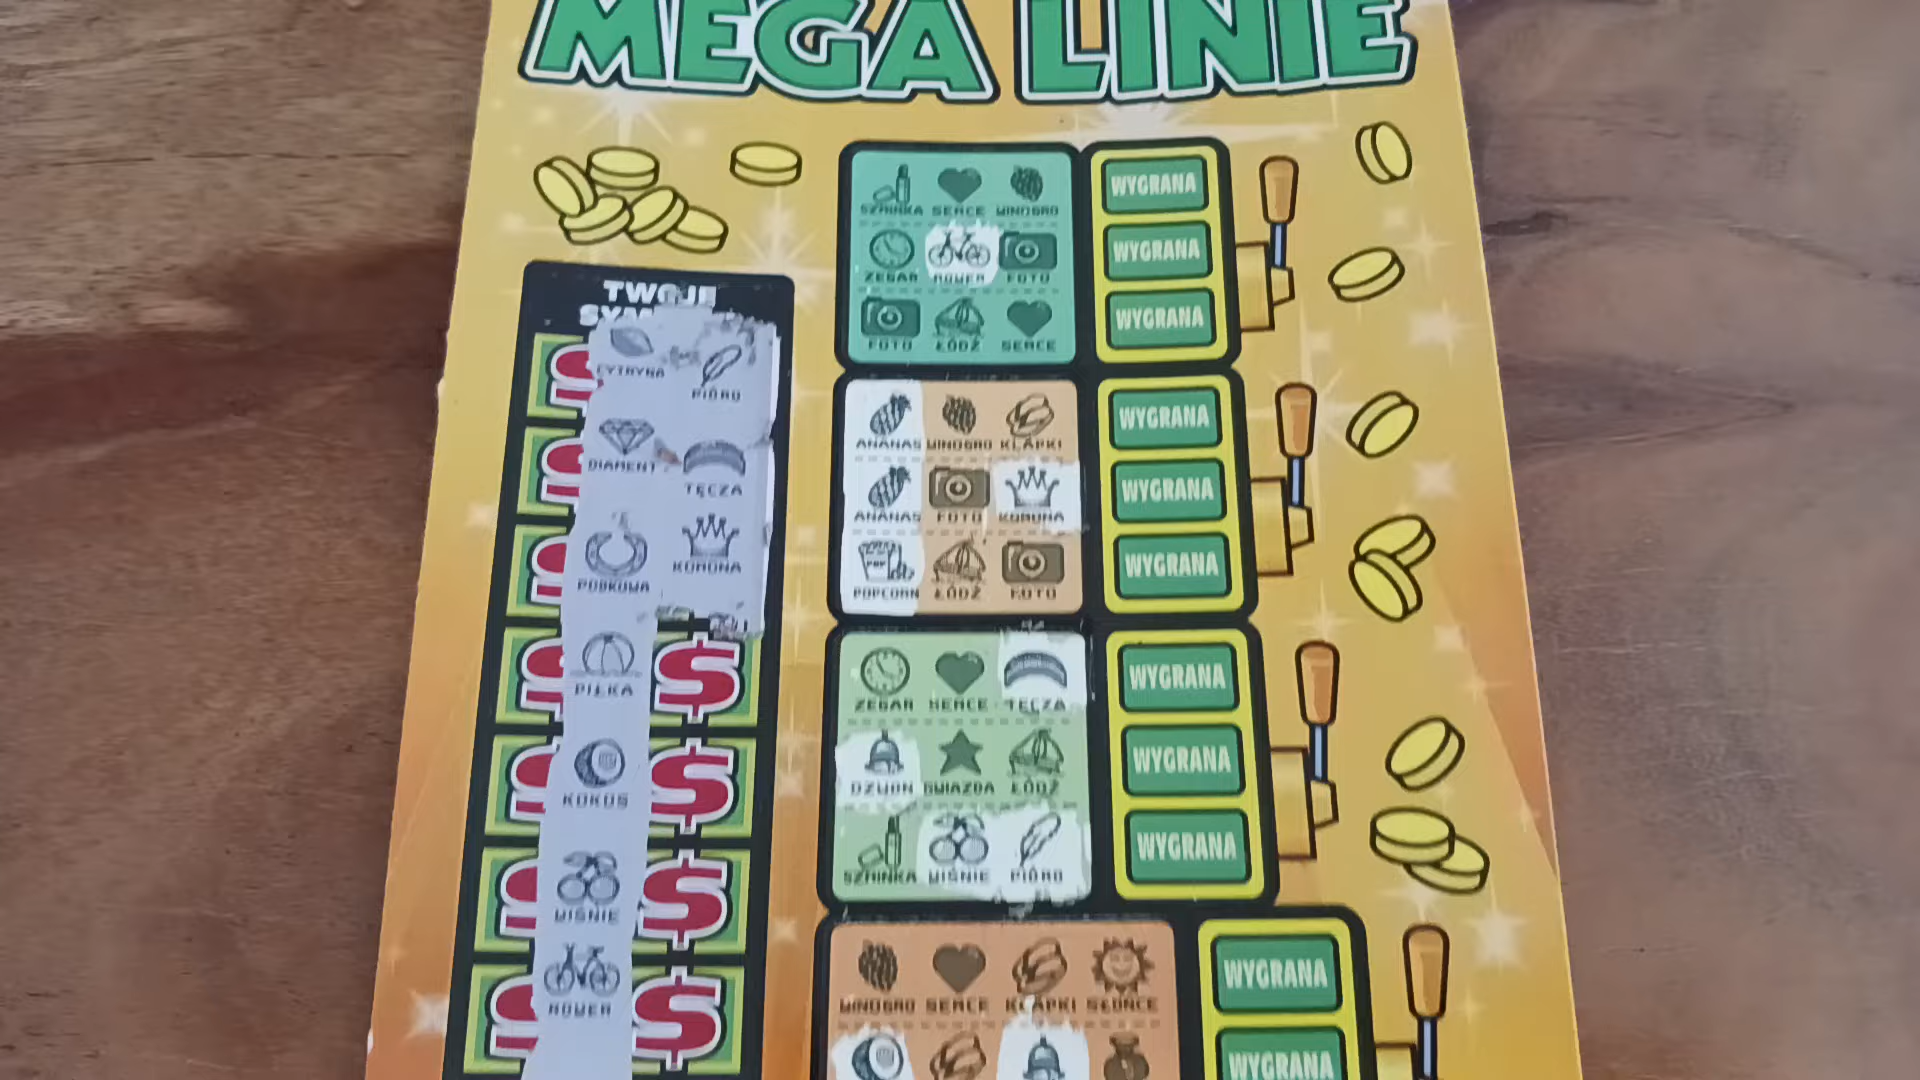 MEGA LINIE
TWOJE
CYTRYNA
PIÓRO
DIAMENT
TĘCZA
PODKOWA
KORONA
PIŁKA
KOKOS
WIŚNIE
ROWER
SZMINKA SERCE WINOGRO
ZEGAR ROWER FOTO
FOTO ŁÓDŹ SERCE
WYGRANA
WYGRANA
WYGRANA
ANANAS WINOGRO KLAPKI
ANANAS FOTO KORONA
POPCORN ŁÓDŹ FOTO
WYGRANA
WYGRANA
WYGRANA
ZEGAR SERCE TĘCZA
DZWON GWIAZDA ŁÓDŹ
SZMINKA WIŚNIE PIÓRO
WYGRANA
WYGRANA
WYGRANA
WINOGRO SERCE KLAPKI SŁOŃCE
WYGRANA
WYGRANA